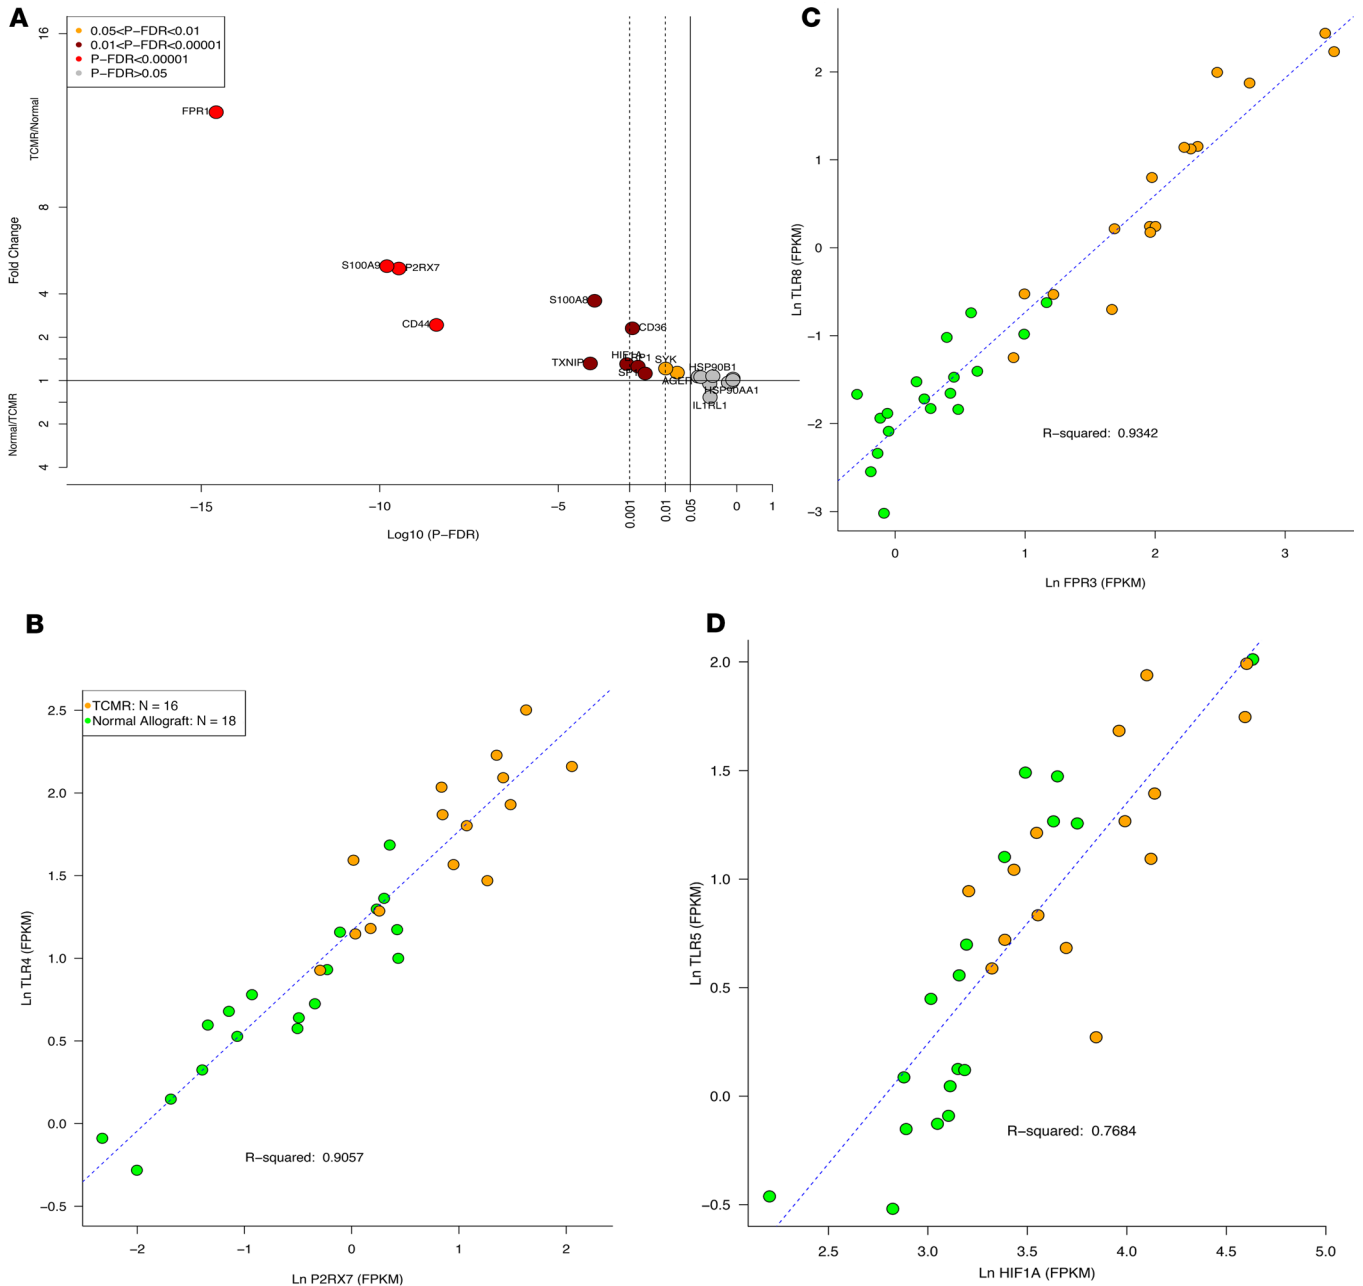 A
0.05<P−FDR<0.01
0.01<P−FDR<0.00001
P−FDR<0.00001
P−FDR>0.05
16
8
4
2
1
2
4
TCMR/Normal
Fold Change
Normal/TCMR
FPR1
S100A9
P2RX7
CD44
S100A8
CD36
TXNIP
HIF1A
SYK
HSP90B1
AGER
HSP90AA1
IL1RL1
−15
−10
−5
0.001
0.01
0.05
0
1
Log10 (P−FDR)
C
2
1
0
−1
−2
−3
Ln TLR8 (FPKM)
R−squared: 0.9342
0
1
2
3
Ln FPR3 (FPKM)
B
TCMR: N = 16
Normal Allograft: N = 18
2.5
2.0
1.5
1.0
0.5
0.0
−0.5
Ln TLR4 (FPKM)
R−squared: 0.9057
−2
−1
0
1
2
Ln P2RX7 (FPKM)
D
2.0
1.5
1.0
0.5
0.0
−0.5
Ln TLR5 (FPKM)
R−squared: 0.7684
2.5
3.0
3.5
4.0
4.5
5.0
Ln HIF1A (FPKM)